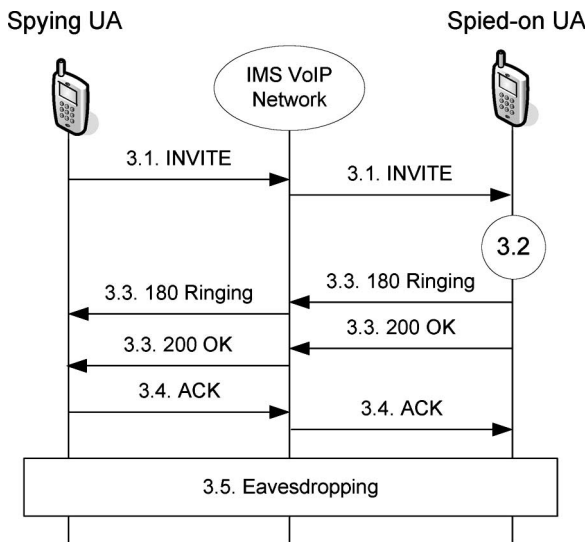 Spying UA
Spied-on UA
IMS VoIP
Network
3.1. INVITE
3.1. INVITE
3.2
3.3. 180 Ringing
3.3. 180 Ringing
3.3. 200 OK
3.3. 200 OK
3.4. ACK
3.4. ACK
3.5. Eavesdropping